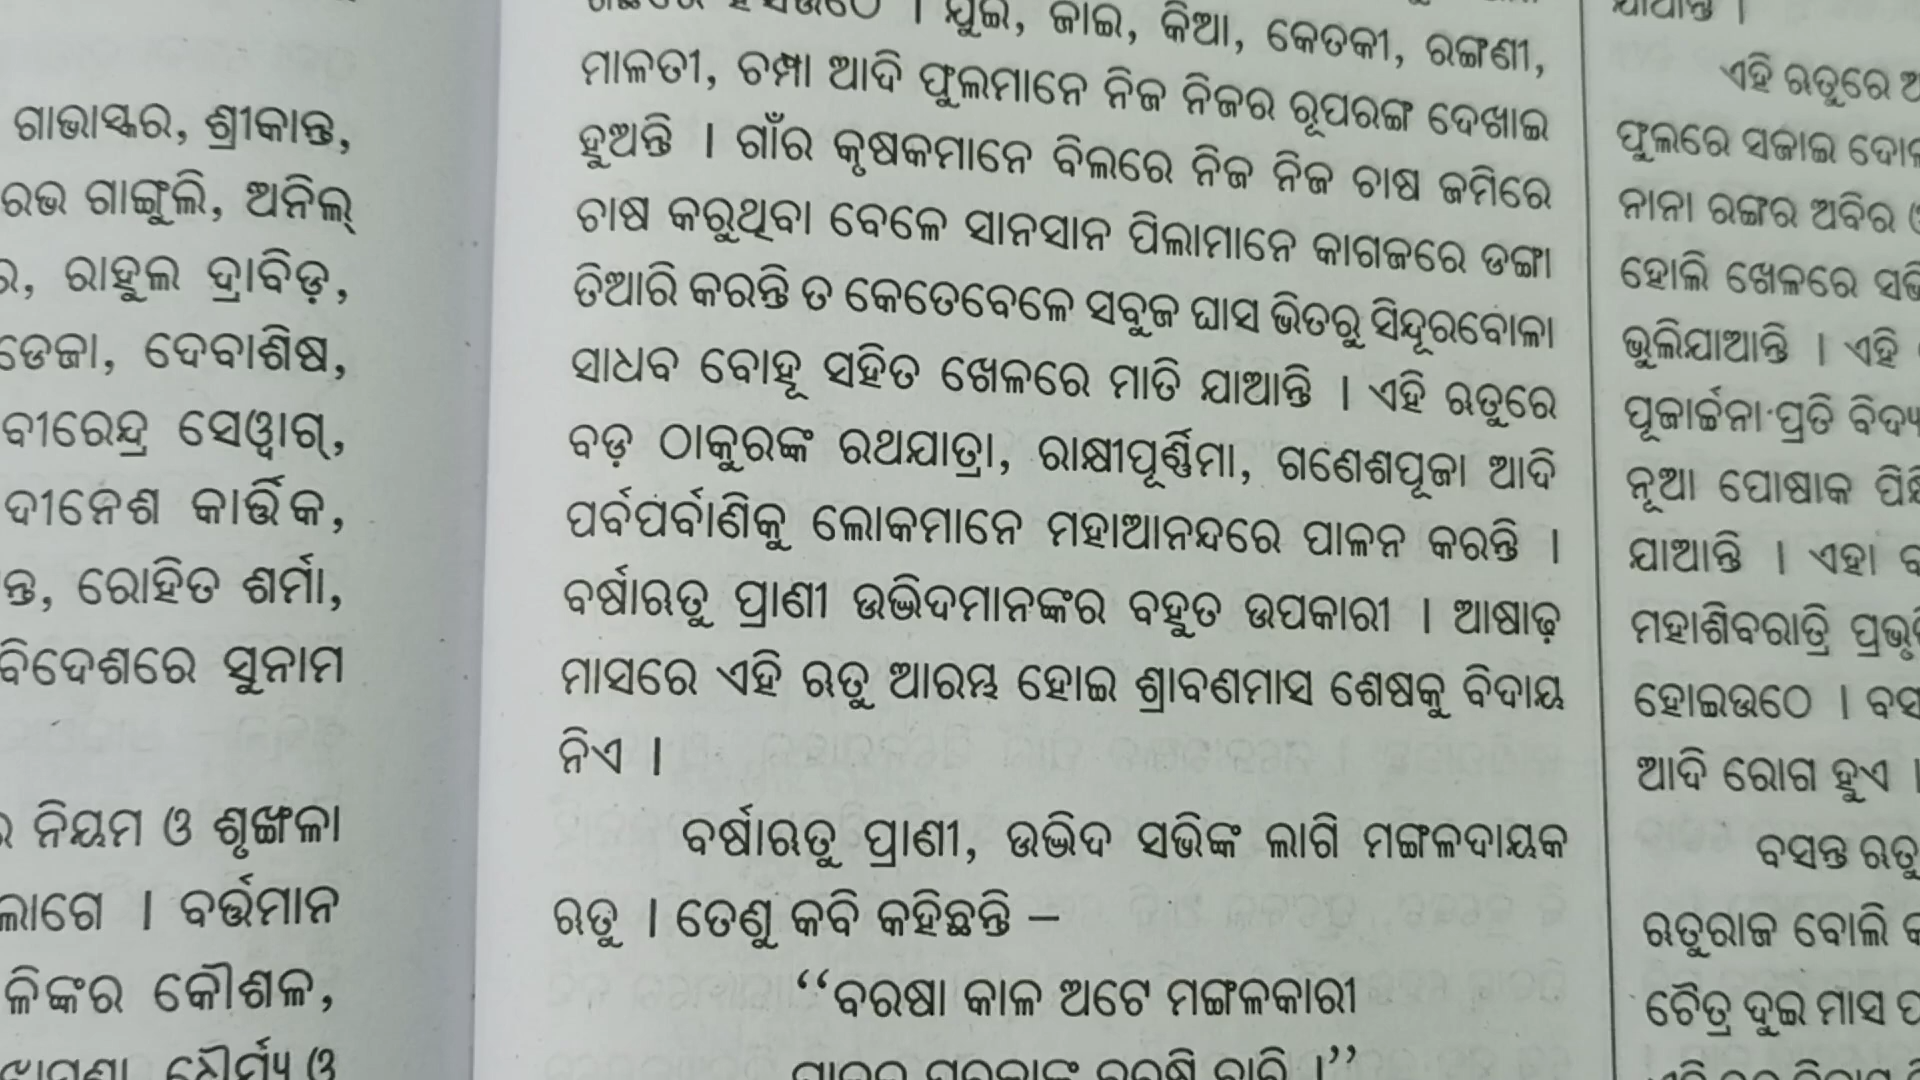 ଗାଭାସ୍କର, ଶ୍ରୀକାନ୍ତ,
ଗାଙ୍ଗୁଲି, ଅନିଲ୍
ରାହୁଲ ଦ୍ରାବିଡ଼,
ଦେବାଶିଷ,
ବୀରେନ୍ଦ୍ର ସେୱାଗ୍,
ଦୀନେଶ କାର୍ତ୍ତିକ,
ରୋହିତ ଶର୍ମା,
ବିଦେଶରେ ସୁନାମ
ନିୟମ ଓ ଶୃଙ୍ଖଳା
ଲାଗେ । ବର୍ତ୍ତମାନ
କୌଶଳ,
। ଯୁଇ, ଜାଇ, କିଆ, କେତକୀ, ରଙ୍ଗଣୀ,
ମାଳତୀ, ଚମ୍ପା ଆଦି ଫୁଲମାନେ ନିଜ ନିଜର ରୂପରଙ୍ଗ ଦେଖାଇ
ହୁଅନ୍ତି । ଗାଁର କୃଷକମାନେ ବିଲରେ ନିଜ ନିଜ ଚାଷ ଜମିରେ
ଚାଷ କରୁଥିବା ବେଳେ ସାନସାନ ପିଲାମାନେ କାଗଜରେ ଡଙ୍ଗା
ତିଆରି କରନ୍ତି ତ କେତେବେଳେ ସବୁଜ ଘାସ ଭିତରୁ ସିନ୍ଦୂରବୋଳା
ସାଧବ ବୋହୂ ସହିତ ଖେଳରେ ମାତି ଯାଆନ୍ତି । ଏହି ଋତୁରେ
ବଡ଼ ଠାକୁରଙ୍କ ରଥଯାତ୍ରା, ରାକ୍ଷୀପୂର୍ଣ୍ଣିମା, ଗଣେଶପୂଜା ଆଦି
ପର୍ବପର୍ବାଣିକୁ ଲୋକମାନେ ମହାଆନନ୍ଦରେ ପାଳନ କରନ୍ତି ।
ବର୍ଷାଋତୁ ପ୍ରାଣୀ ଉଦ୍ଭିଦମାନଙ୍କର ବହୁତ ଉପକାରୀ । ଆଷାଢ଼
ମାସରେ ଏହି ଋତୁ ଆରମ୍ଭ ହୋଇ ଶ୍ରାବଣମାସ ଶେଷକୁ ବିଦାୟ
ନିଏ ।
ବର୍ଷାଋତୁ ପ୍ରାଣୀ, ଉଦ୍ଭିଦ ସଭିଙ୍କ ଲାଗି ମଙ୍ଗଳଦାୟକ
ଋତୁ । ତେଣୁ କବି କହିଛନ୍ତି –
“ବରଷା କାଳ ଅଟେ ମଙ୍ଗଳକାରୀ
ଏହି ଋତୁରେ
ଫୁଲରେ ସଜାଇ
ନାନା ରଙ୍ଗର ଅବିର
ହୋଲି ଖେଳରେ
ଭୁଲିଯାଆନ୍ତି । ଏହି
ପୂଜାର୍ଚ୍ଚନା ପ୍ରତି
ନୂଆ ପୋଷାକ
ଯାଆନ୍ତି । ଏହା
ମହାଶିବରାତ୍ରି
ହୋଇଉଠେ ।
ଆଦି ରୋଗ ହୁଏ ।
ବସନ୍ତ ଋତୁ
ଋତୁରାଜ ବୋଲି
ଚୈତ୍ର ଦୁଇ ମାସ